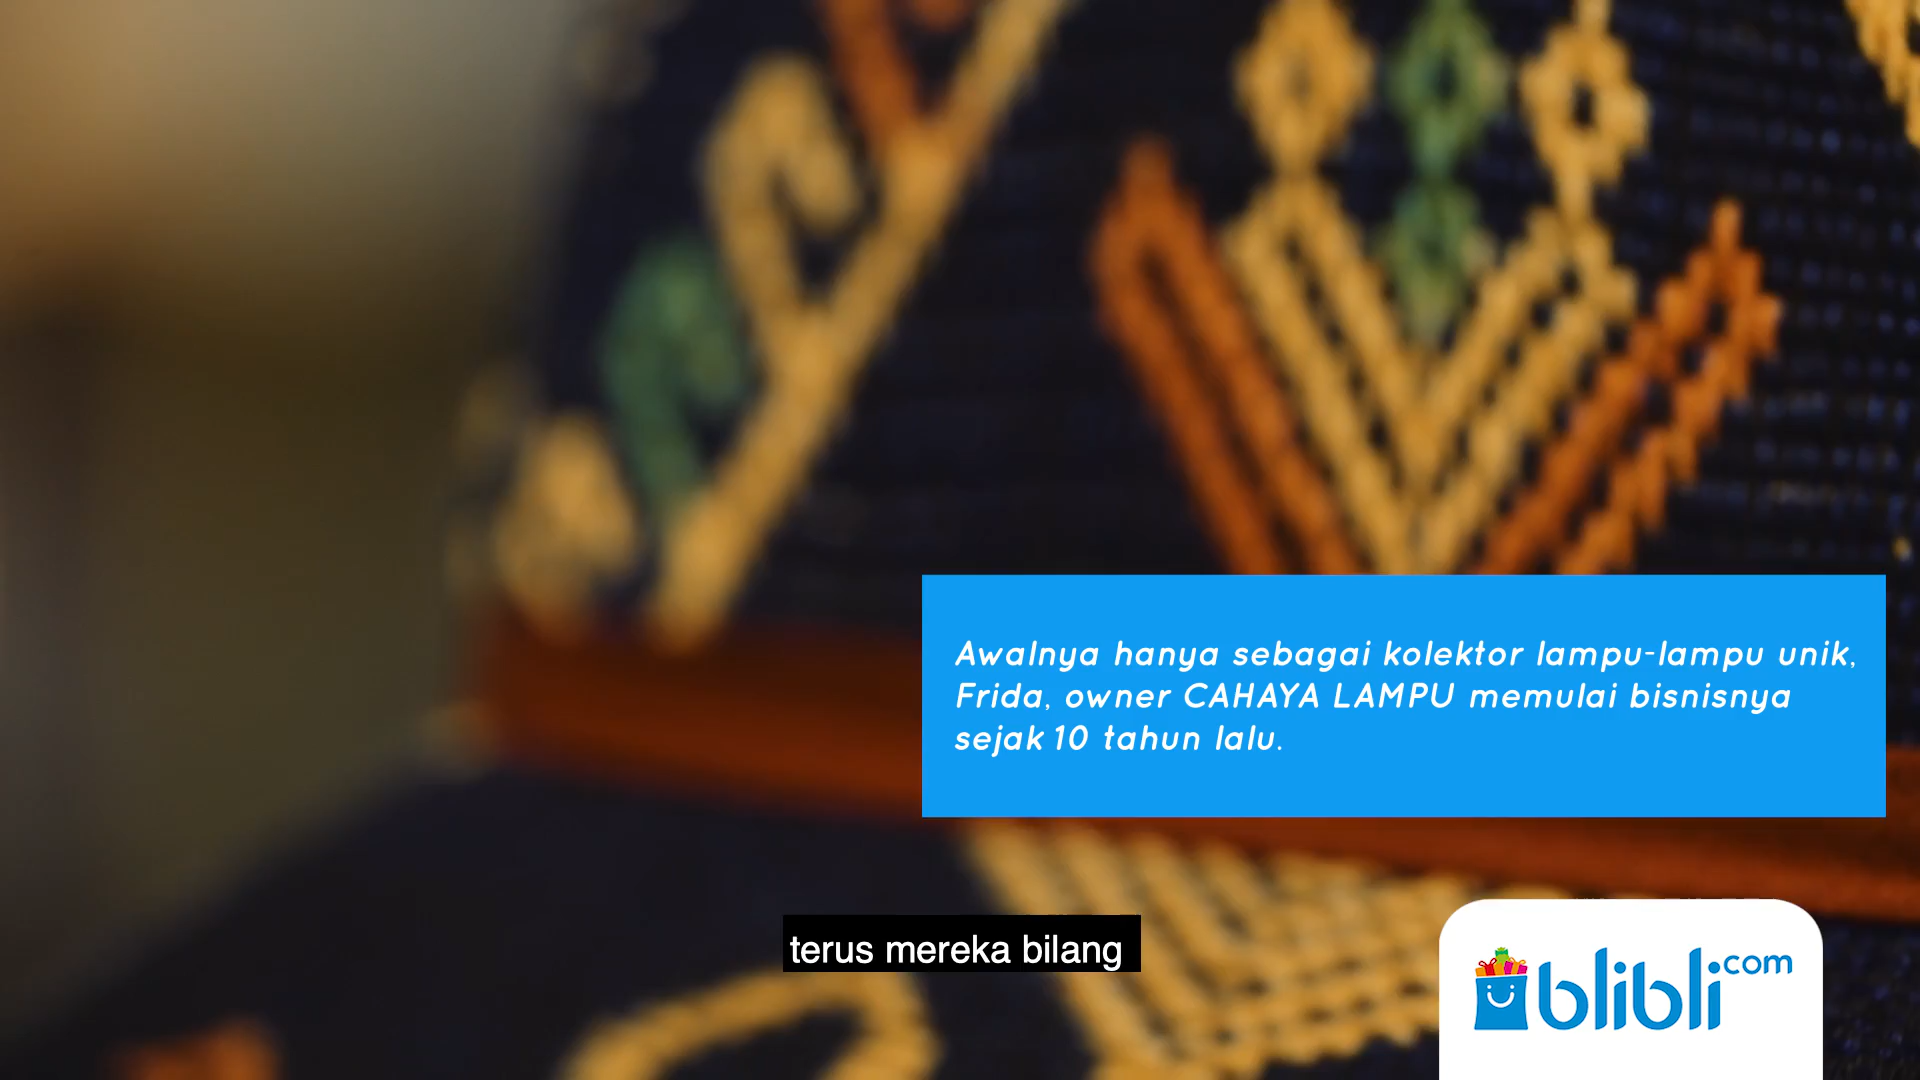 Awalnya hanya sebagai kolektor lampu-lampu unik,
Frida, owner CAHAYA LAMPU memulai bisnisnya
sejak 10 tahun lalu.
terus mereka bilang
blibli.com